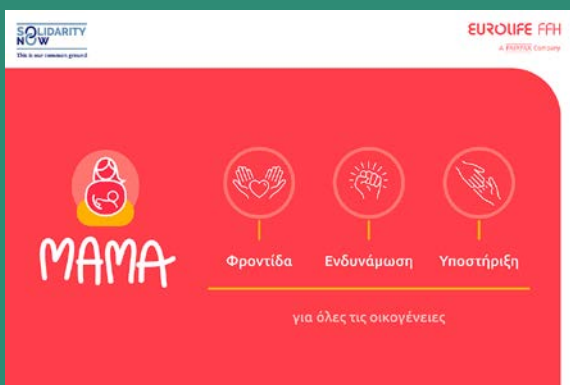 SOLIDARITY
NOW
This is our common ground
EUROLIFE FFH
A FAIRFAX Company
MAMA
Φροντίδα
Ενδυνάμωση
Υποστήριξη
για όλες τις οικογένειες